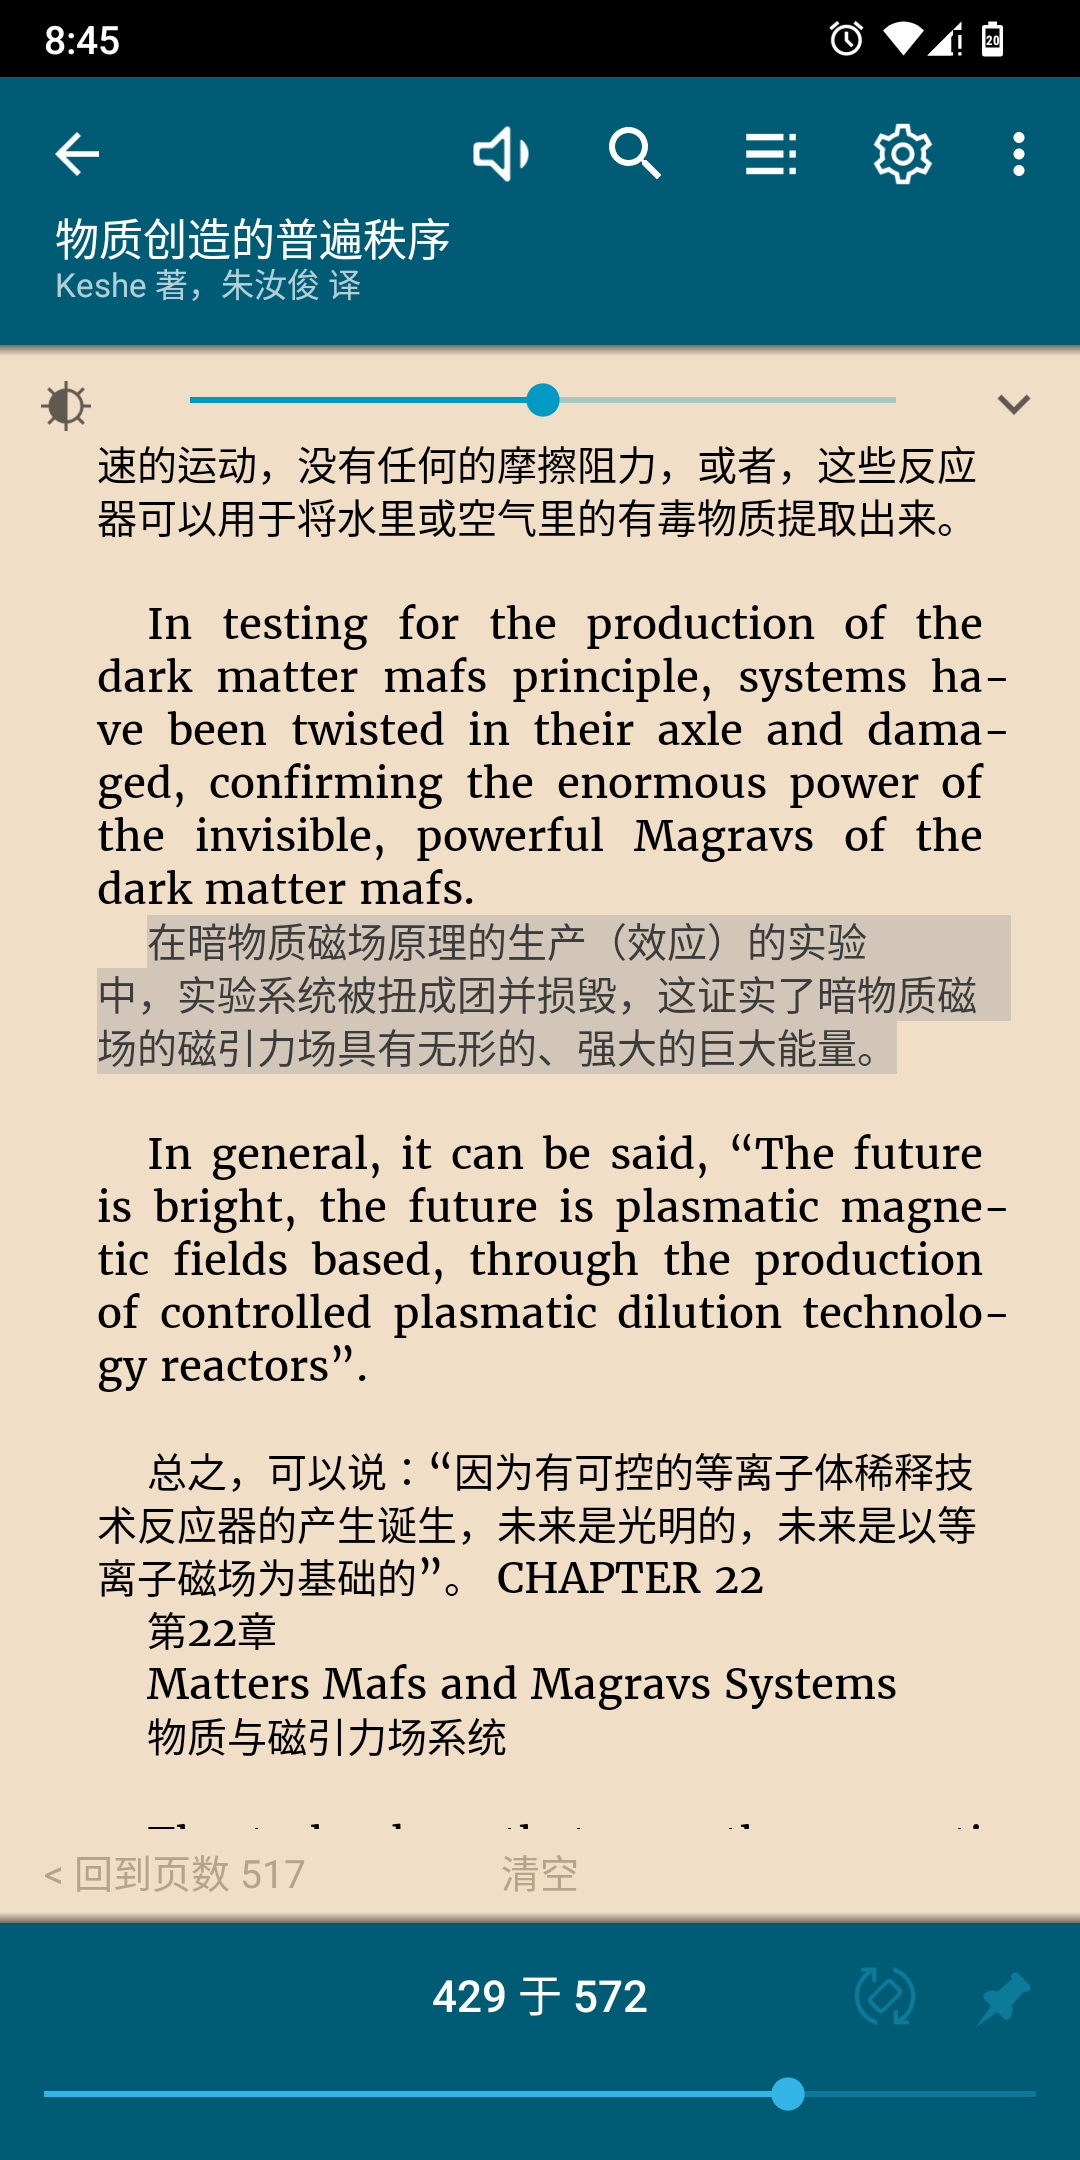 8:45
20
物质创造的普遍秩序
Keshe 著，朱汝俊 译
速的运动，没有任何的摩擦阻力，或者，这些反应
器可以用于将水里或空气里的有毒物质提取出来。
In testing for the production of the
dark matter mafs principle, systems ha-
ve been twisted in their axle and dama-
ged, confirming the enormous power of
the invisible, powerful Magravs of the
dark matter mafs.
在暗物质磁场原理的生产（效应）的实验
中，实验系统被扭成团并损毁，这证实了暗物质磁
场的磁引力场具有无形的、强大的巨大能量。
In general, it can be said, “The future
is bright, the future is plasmatic magne-
tic fields based, through the production
of controlled plasmatic dilution technolo-
gy reactors”.
总之，可以说：“因为有可控的等离子体稀释技
术反应器的产生诞生，未来是光明的，未来是以等
离子磁场为基础的”。 CHAPTER 22
第22章
Matters Mafs and Magravs Systems
物质与磁引力场系统
< 回到页数 517
清空
429 于 572